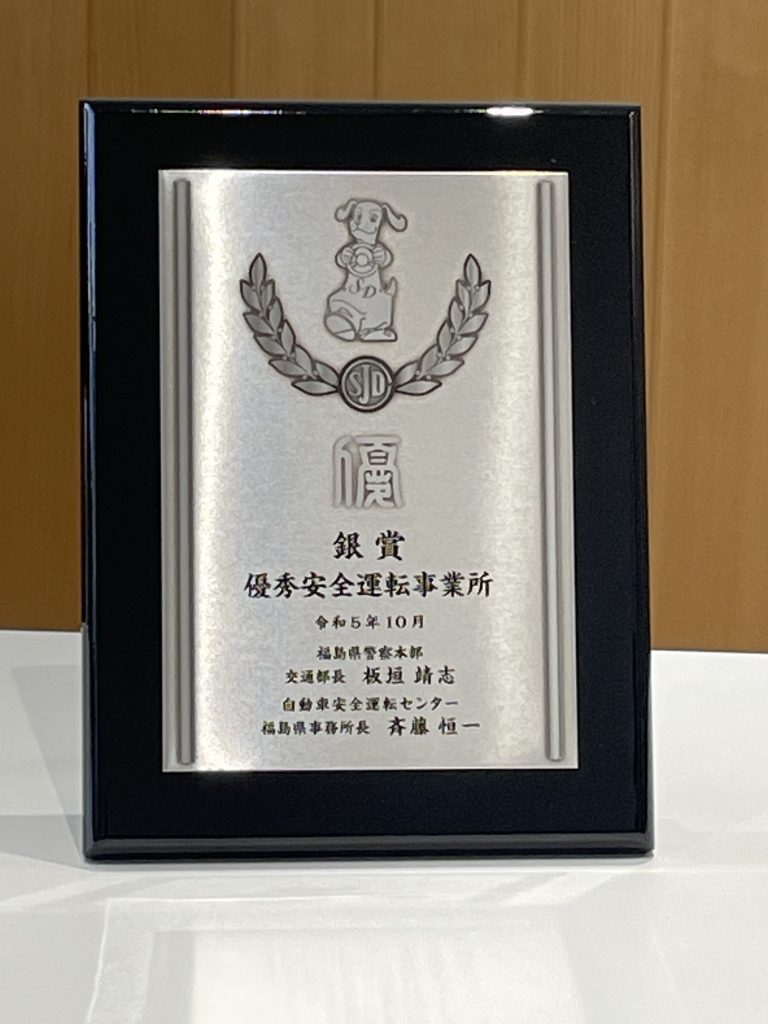 SD
SJD
優
銀賞
優秀安全運転事業所
令和5年10月
福島県警察本部
交通部長 板垣 靖志
自動車安全運転センター
福島県事務所長 斉藤 恒一